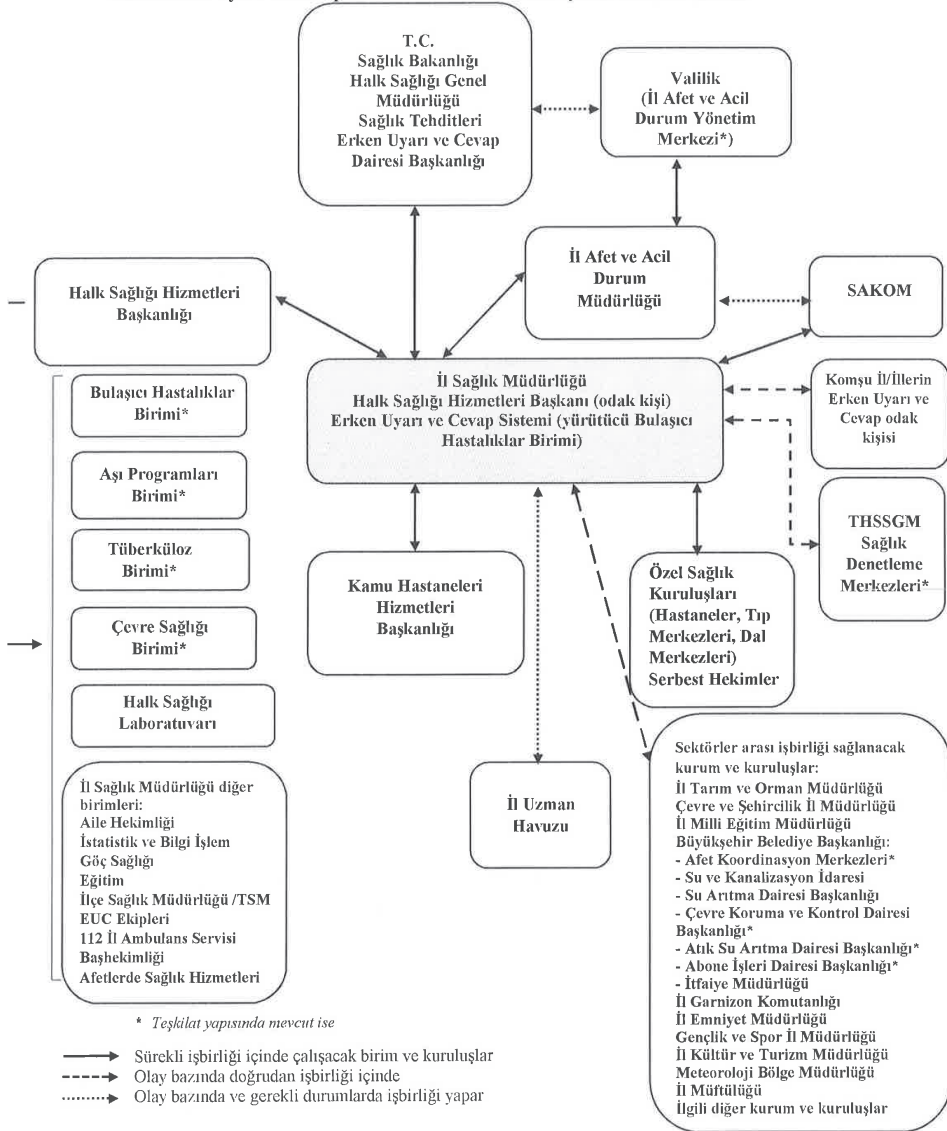 T.C.
Sağlık Bakanlığı
Halk Sağlığı Genel
Müdürlüğü
Sağlık Tehditleri
Erken Uyarı ve Cevap
Dairesi Başkanlığı
Valilik
(İl Afet ve Acil
Durum Yönetim
Merkezi*)
İl Afet ve Acil
Durum
Müdürlüğü
SAKOM
Halk Sağlığı Hizmetleri
Başkanlığı
İl Sağlık Müdürlüğü
Halk Sağlığı Hizmetleri Başkanı (odak kişi)
Erken Uyarı ve Cevap Sistemi (yürütücü Bulaşıcı
Hastalıklar Birimi)
Komşu İl/İllerin
Erken Uyarı ve
Cevap odak
kişisi
THSSGM
Sağlık
Denetleme
Merkezleri*
Bulaşıcı Hastalıklar
Birimi*
Aşı Programları
Birimi*
Tüberküloz
Birimi*
Çevre Sağlığı
Birimi*
Halk Sağlığı
Laboratuvarı
İl Sağlık Müdürlüğü diğer
birimleri:
Aile Hekimliği
İstatistik ve Bilgi İşlem
Göç Sağlığı
Eğitim
İlçe Sağlık Müdürlüğü /TSM
EUC Ekipleri
112 İl Ambulans Servisi
Başhekimliği
Afetlerde Sağlık Hizmetleri
Kamu Hastaneleri
Hizmetleri
Başkanlığı
İl Uzman
Havuzu
Özel Sağlık
Kuruluşları
(Hastaneler, Tıp
Merkezleri, Dal
Merkezleri)
Serbest Hekimler
Sektörler arası işbirliği sağlanacak
kurum ve kuruluşlar:
İl Tarım ve Orman Müdürlüğü
Çevre ve Şehircilik İl Müdürlüğü
İl Milli Eğitim Müdürlüğü
Büyükşehir Belediye Başkanlığı:
- Afet Koordinasyon Merkezleri*
- Su ve Kanalizasyon İdaresi
- Su Arıtma Dairesi Başkanlığı
- Çevre Koruma ve Kontrol Dairesi
Başkanlığı*
- Atık Su Arıtma Dairesi Başkanlığı*
- Abone İşleri Dairesi Başkanlığı*
- İtfaiye Müdürlüğü
İl Garnizon Komutanlığı
İl Emniyet Müdürlüğü
Gençlik ve Spor İl Müdürlüğü
İl Kültür ve Turizm Müdürlüğü
Meteoroloji Bölge Müdürlüğü
İl Müftülüğü
İlgili diğer kurum ve kuruluşlar
* Teşkilat yapısında mevcut ise
Sürekli işbirliği içinde çalışacak birim ve kuruluşlar
Olay bazında doğrudan işbirliği içinde
Olay bazında ve gerekli durumlarda işbirliği yapar